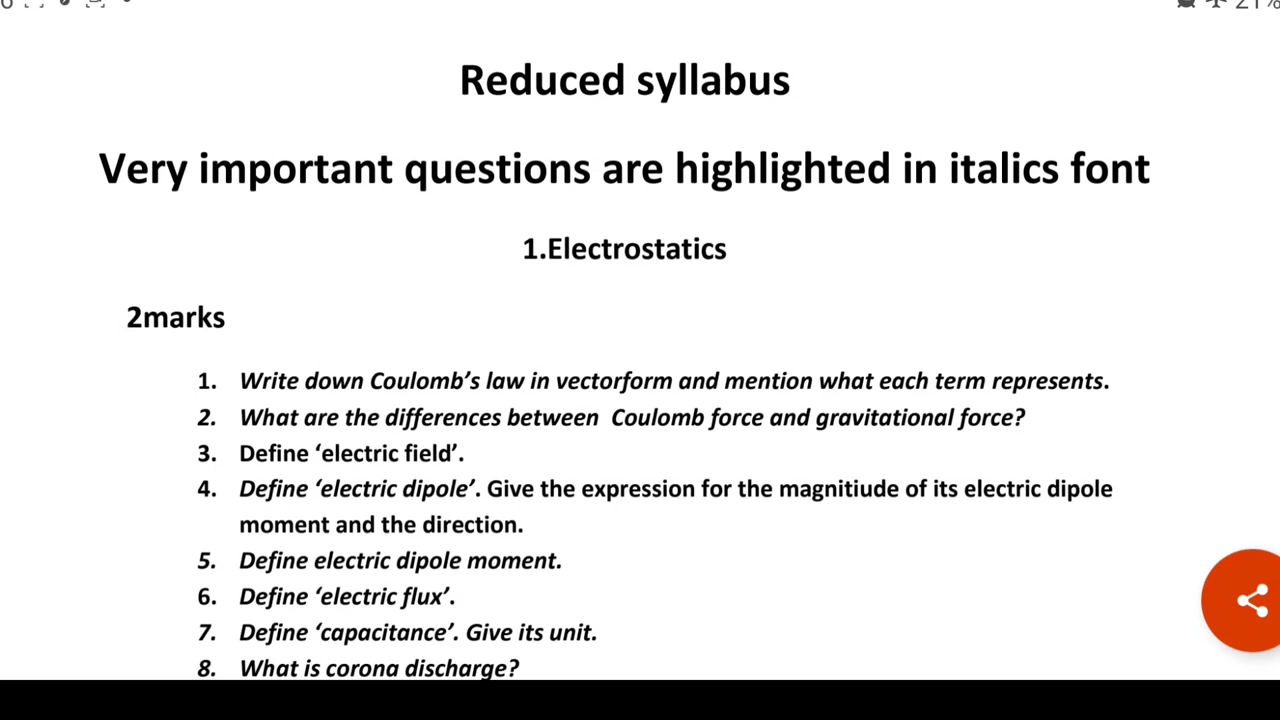 21%
Reduced syllabus
Very important questions are highlighted in italics font
1.Electrostatics
2marks
1. Write down Coulomb’s law in vectorform and mention what each term represents.
2. What are the differences between Coulomb force and gravitational force?
3. Define ‘electric field’.
4. Define ‘electric dipole’. Give the expression for the magnitiude of its electric dipole
moment and the direction.
5. Define electric dipole moment.
6. Define ‘electric flux’.
7. Define ‘capacitance’. Give its unit.
8. What is corona discharge?